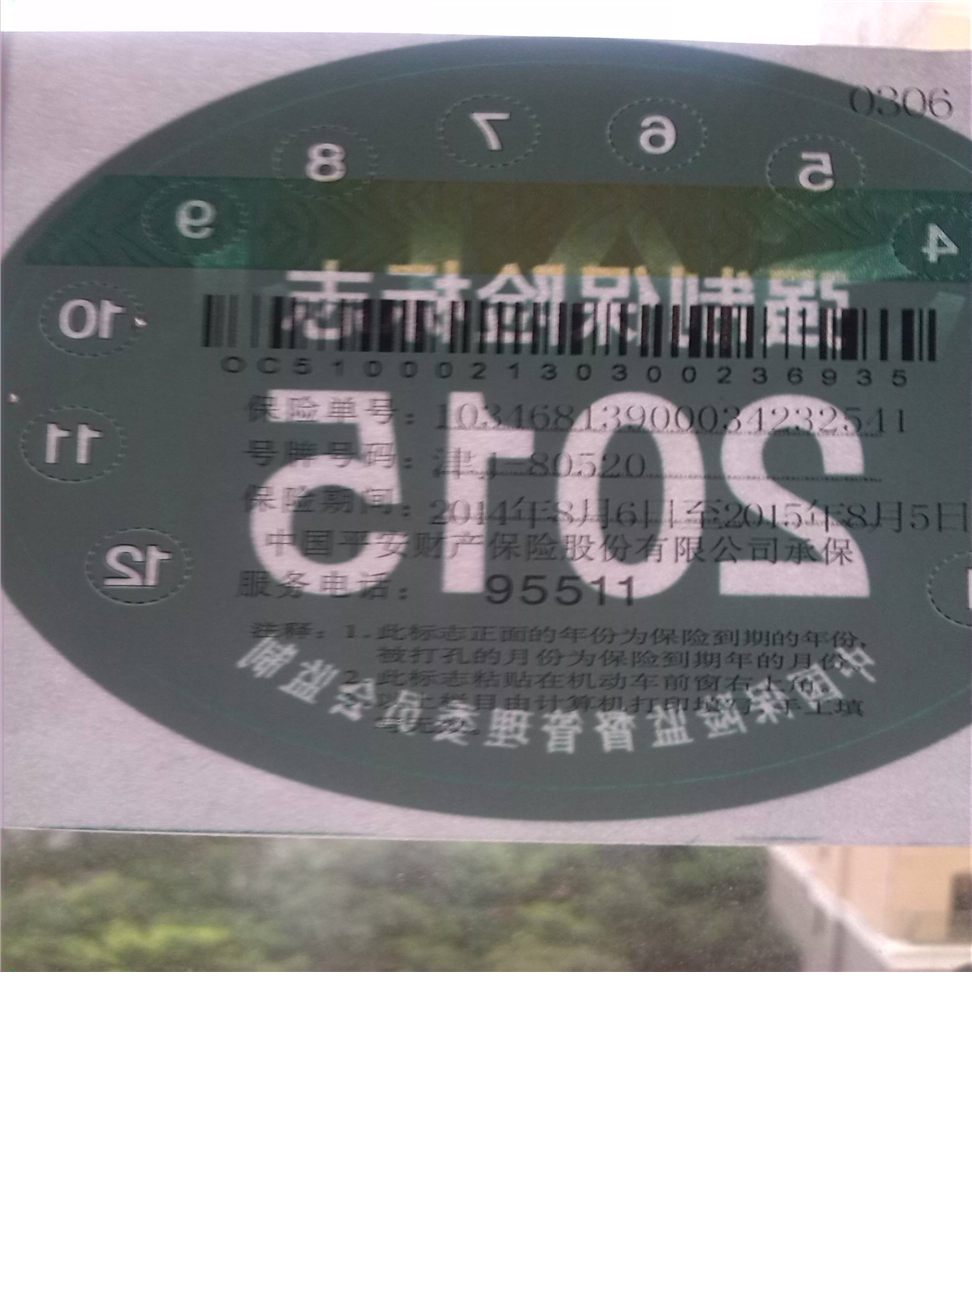 0306
7
6
8
5
9
4
强制保险标志
10
OC510002130300236935
保险单号：10346813900034232541
2015
11
号牌号码：津J-80520
保险期间：2014年8月6日至2015年8月5日
中国平安财产保险股份有限公司承保
12
服务电话： 95511
注释：1.此标志正面的年份为保险到期的年份，
被打孔的月份为保险到期年的月份。
2.此标志粘贴在机动车前窗右上角。
中国保险监督管理委员会监制